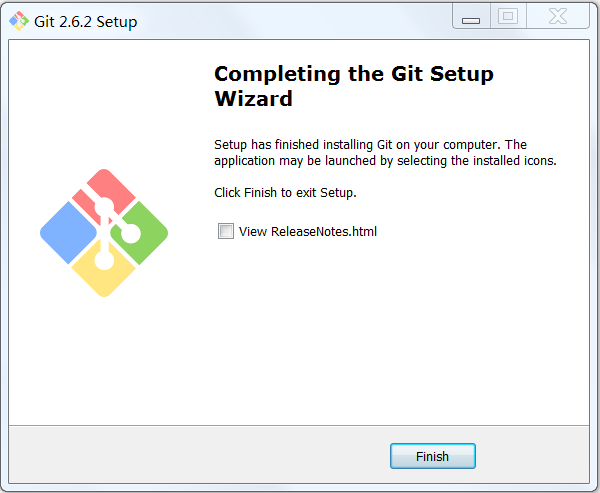 Git 2.6.2 Setup
Completing the Git Setup
Wizard
Setup has finished installing Git on your computer. The
application may be launched by selecting the installed icons.
Click Finish to exit Setup.
View ReleaseNotes.html
Finish